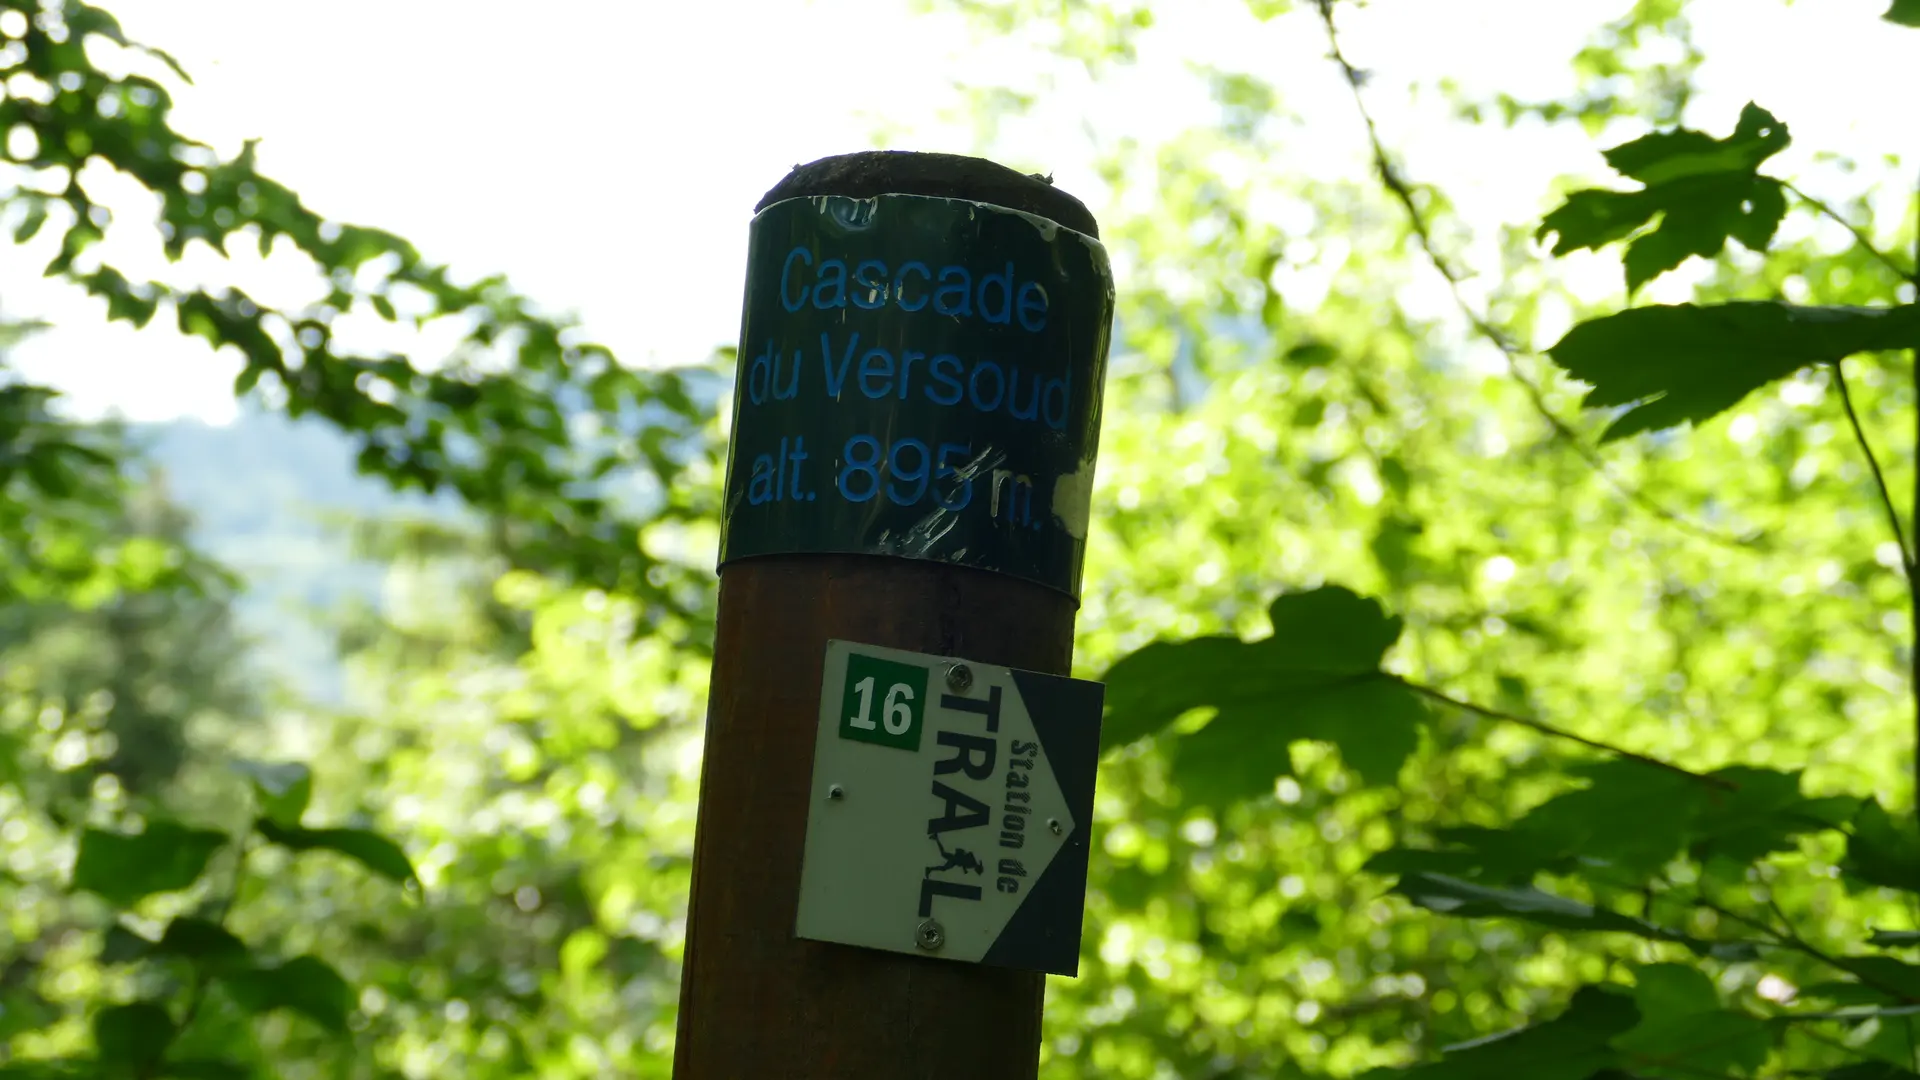 Cascade
du Versoud
alt. 895 m.
16
Station de
TRAIL